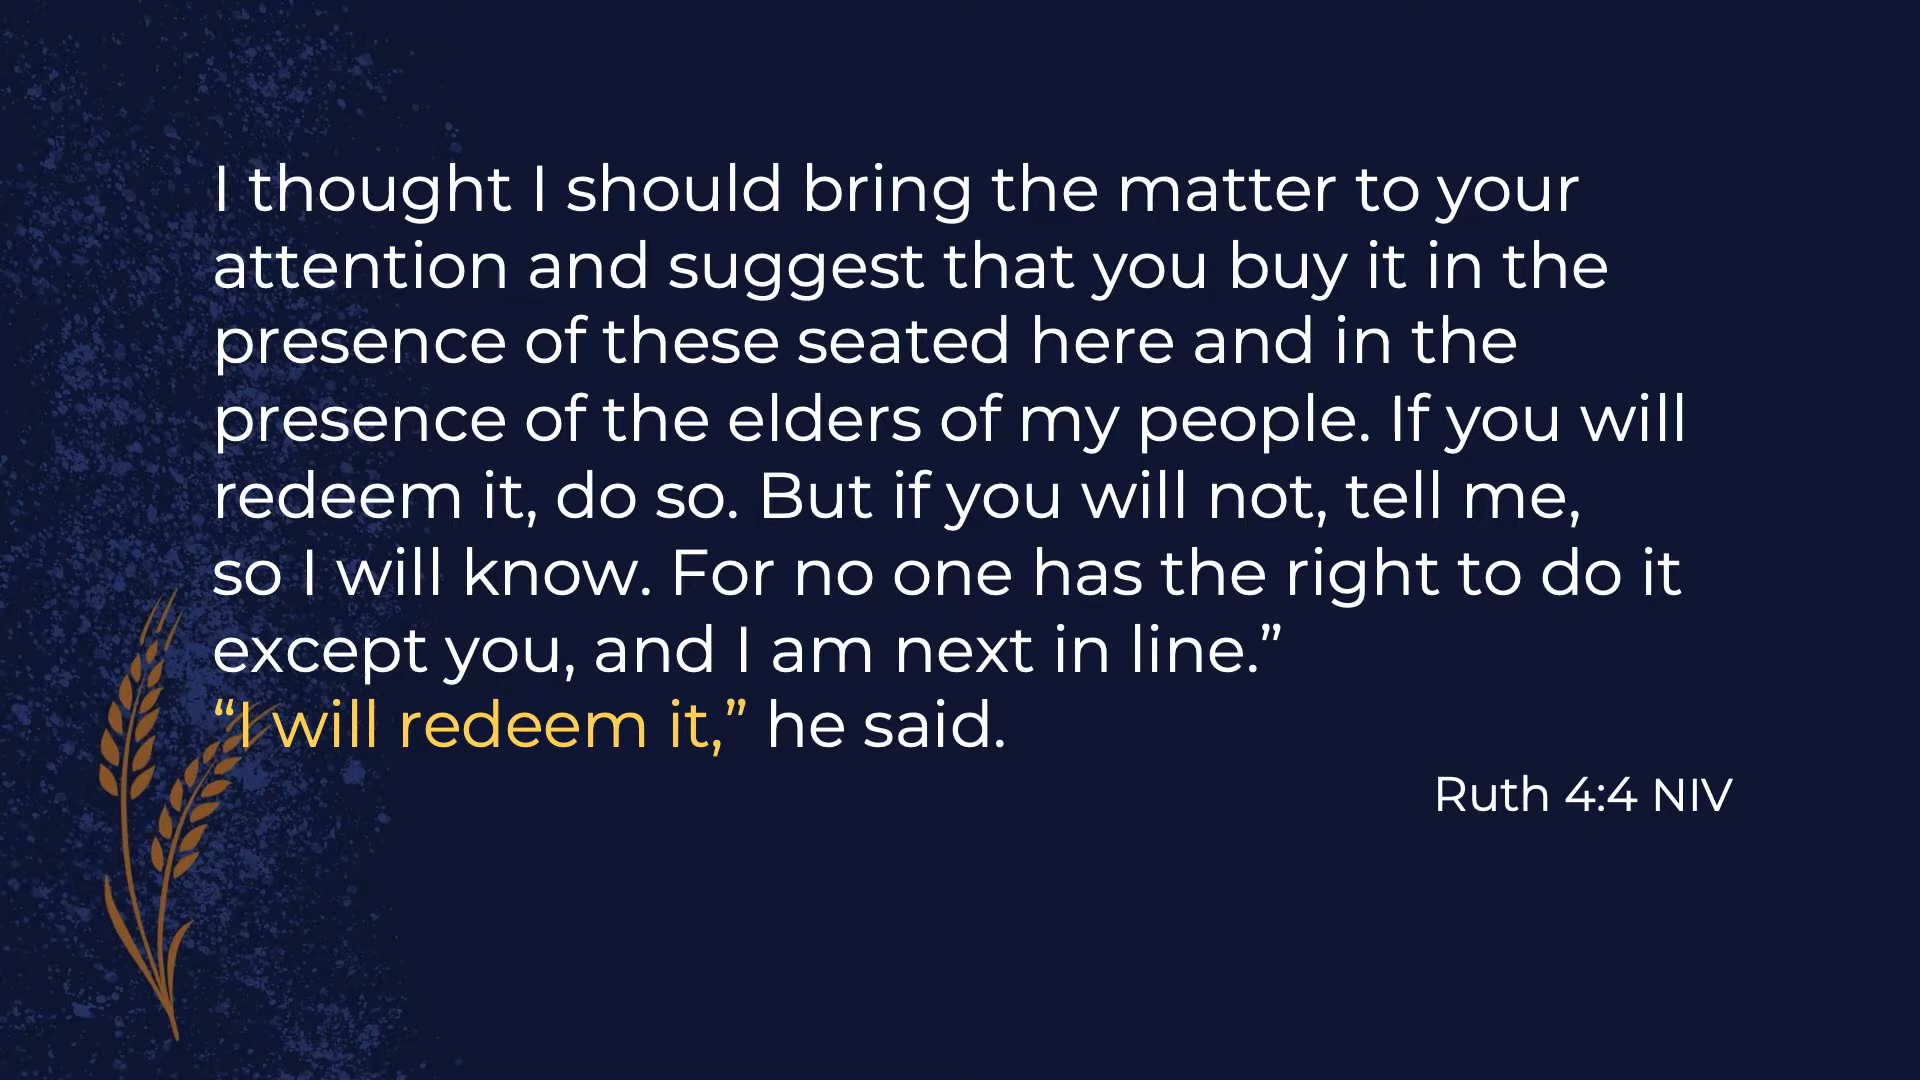 I thought I should bring the matter to your
attention and suggest that you buy it in the
presence of these seated here and in the
presence of the elders of my people. If you will
redeem it, do so. But if you will not, tell me,
so I will know. For no one has the right to do it
except you, and I am next in line.”
“I will redeem it,” he said.
Ruth 4:4 NIV